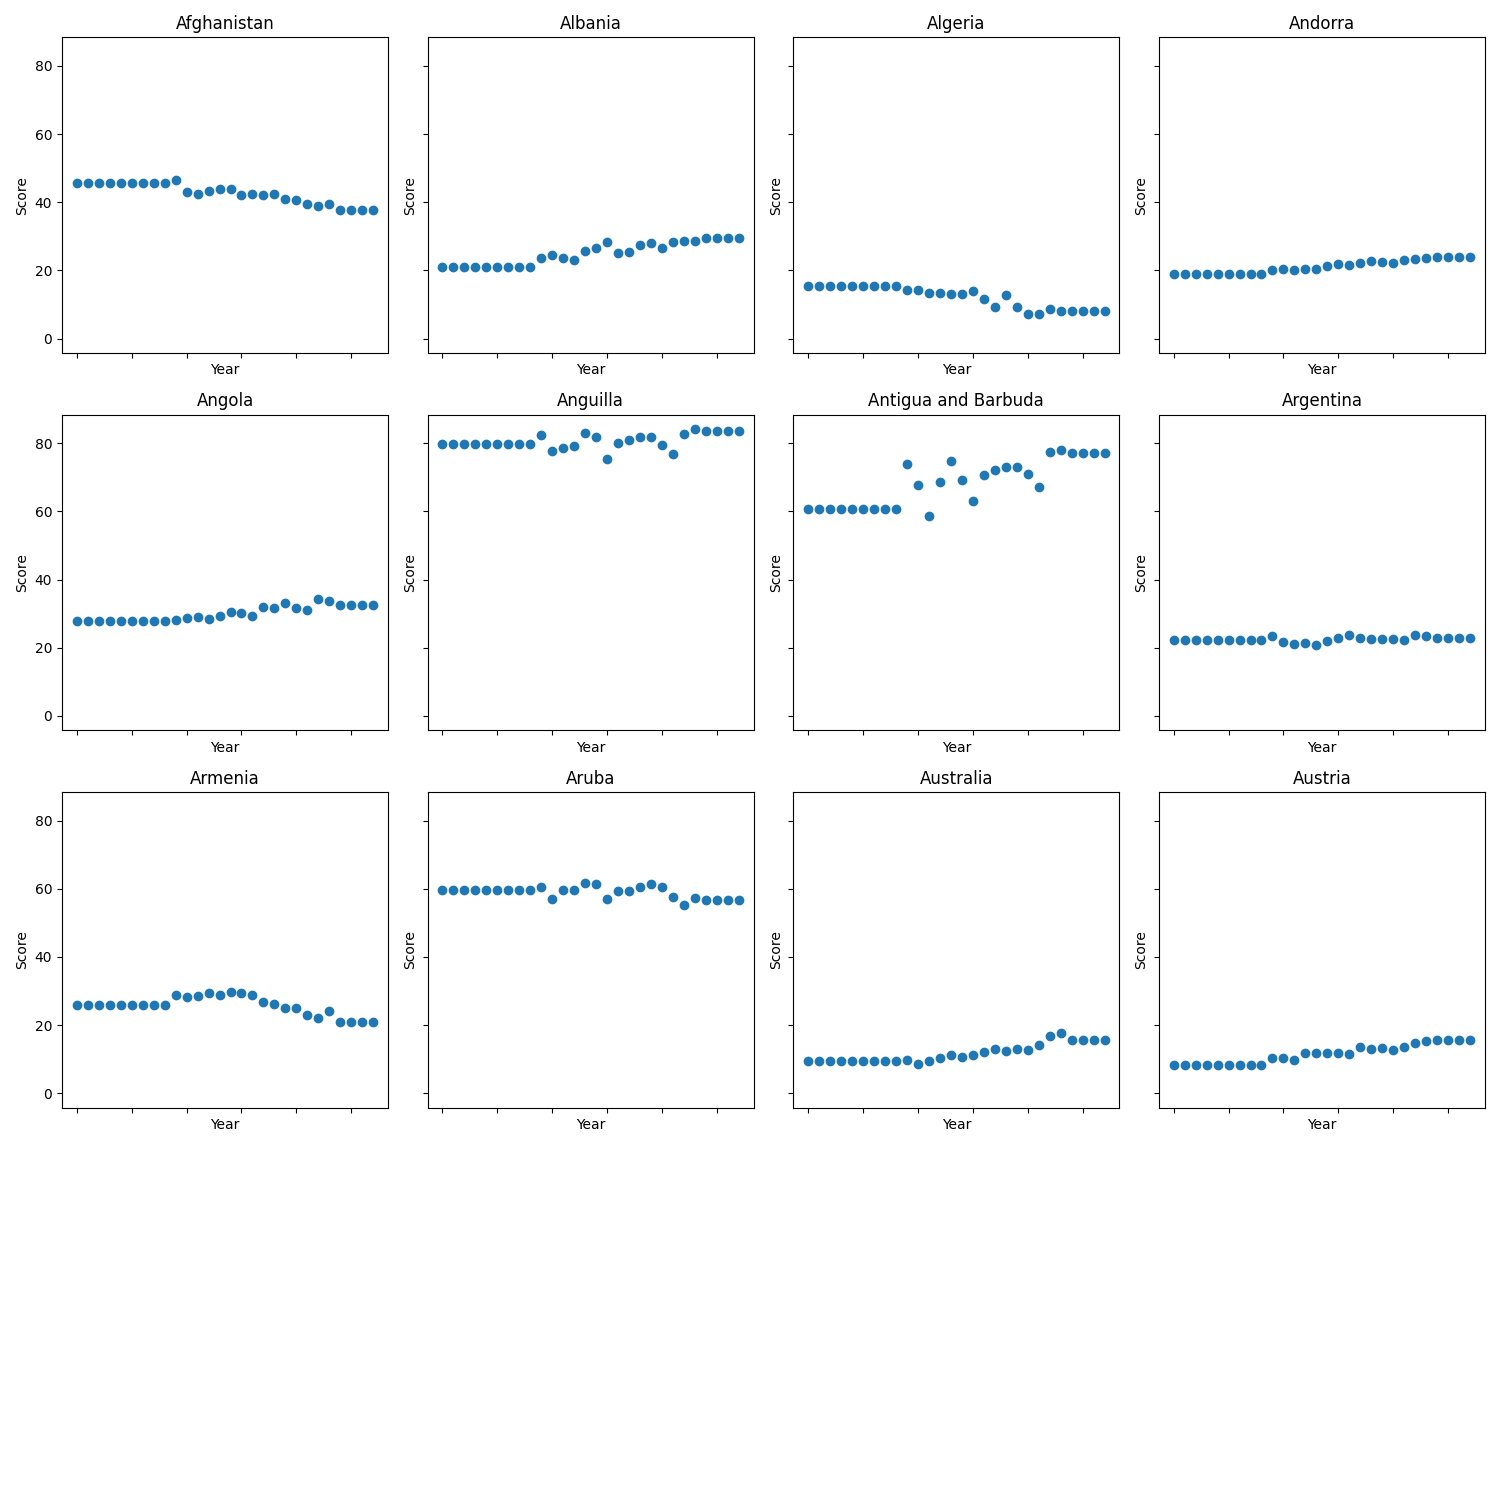 Afghanistan
Albania
Algeria
Andorra
80
60
40
20
0
Score
Score
Score
Score
Year
Year
Year
Year
Angola
Anguilla
Antigua and Barbuda
Argentina
80
60
40
20
0
Score
Score
Score
Score
Year
Year
Year
Year
Armenia
Aruba
Australia
Austria
80
60
40
20
0
Score
Score
Score
Score
Year
Year
Year
Year